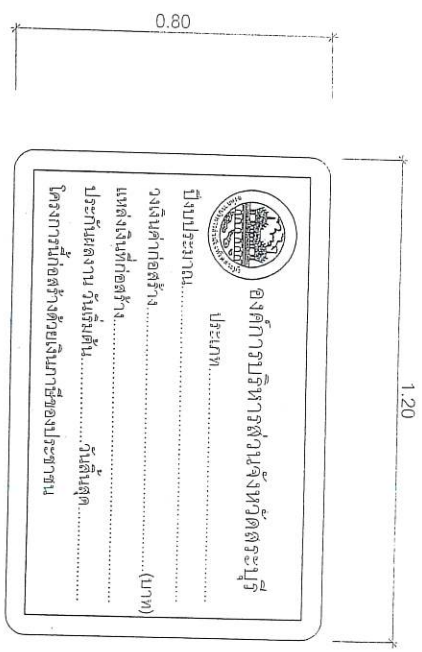 0.80
1.20
องค์การบริหารส่วนจังหวัดสระบุรี
ประเภท....................................
ปีงบประมาณ....................................
วงเงินค่าก่อสร้าง....................................(บาท)
แหล่งเงินที่ก่อสร้าง....................................
ประกันผลงาน วันเริ่มต้น....................วันสิ้นสุด....................
โครงการนี้ก่อสร้างด้วยเงินภาษีของประชาชน